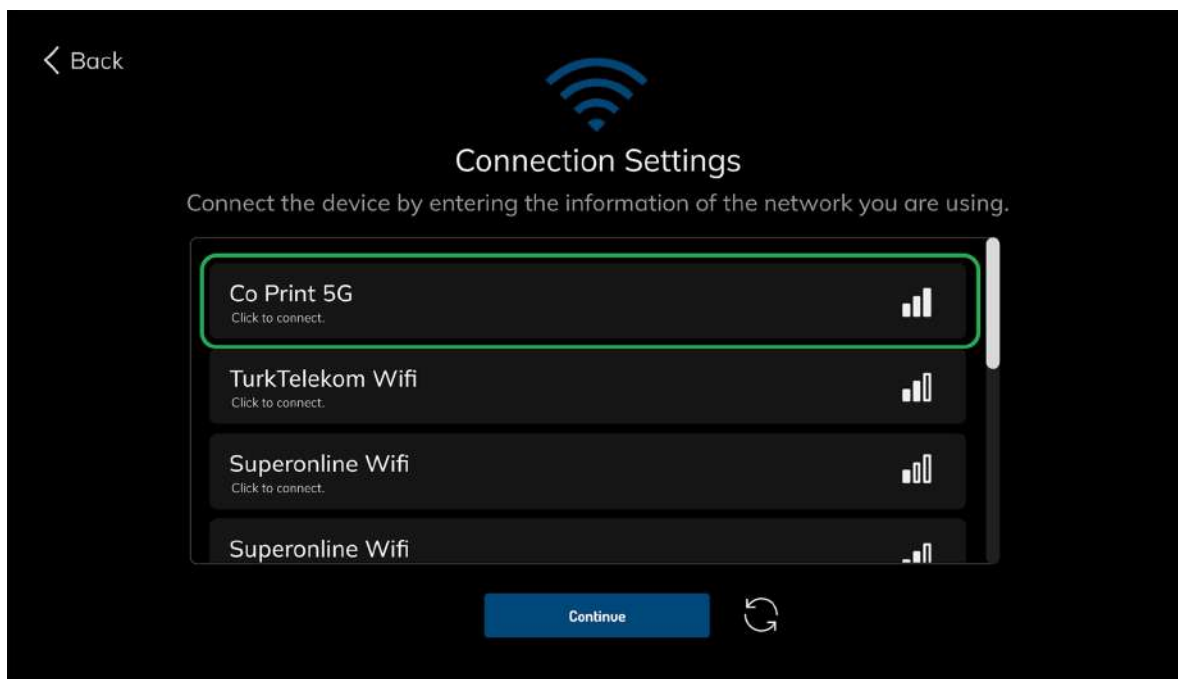 Back
Connection Settings
Connect the device by entering the information of the network you are using.
Co Print 5G
Click to connect.
TurkTelekom Wifi
Click to connect.
Superonline Wifi
Click to connect.
Superonline Wifi
Continue